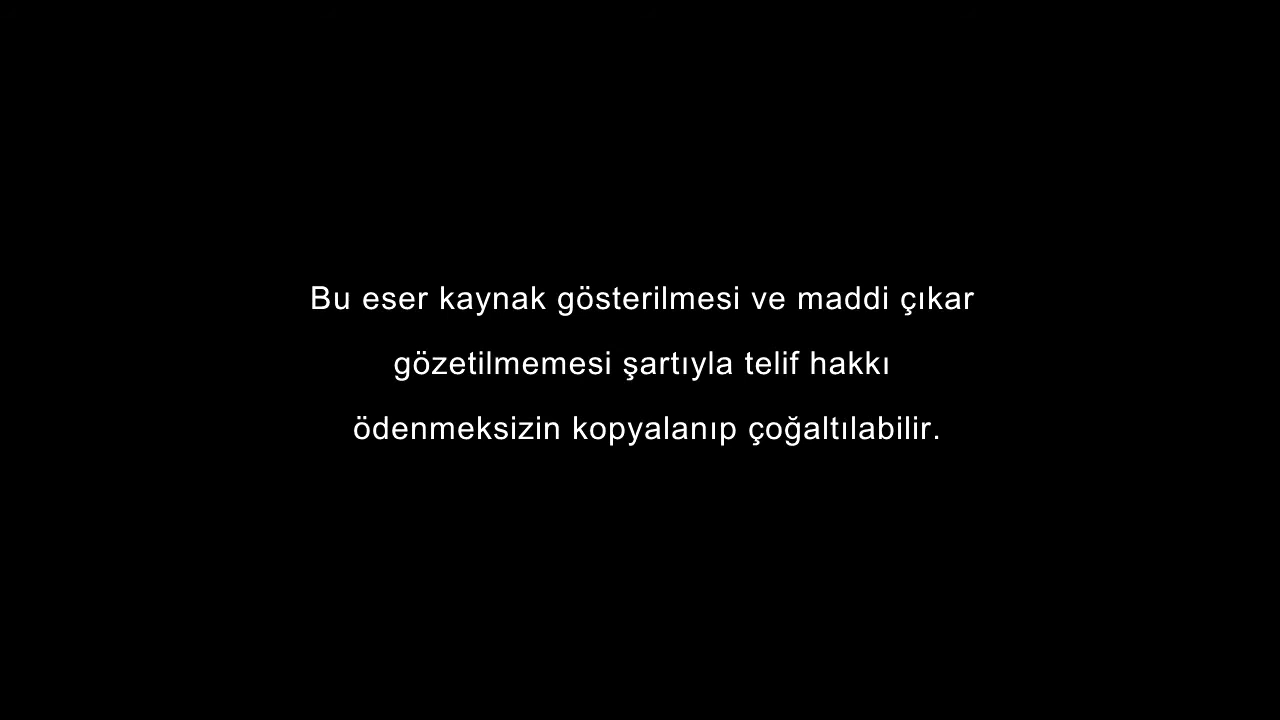 Bu eser kaynak gösterilmesi ve maddi çıkar
gözetilmemesi şartıyla telif hakkı
ödenmeksizin kopyalanıp çoğaltılabilir.